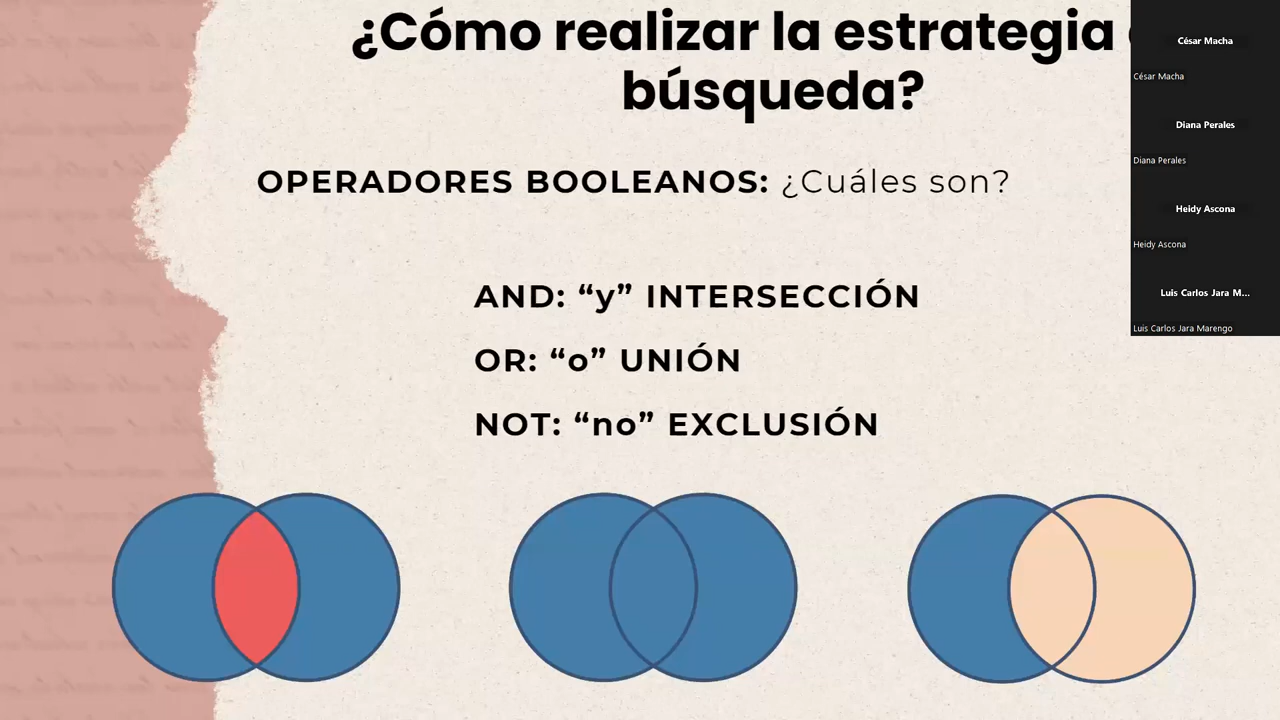 ¿Cómo realizar la estrategia
búsqueda?
OPERADORES BOOLEANOS: ¿Cuáles son?
AND: “y” INTERSECCIÓN
OR: “o” UNIÓN
NOT: “no” EXCLUSIÓN
César Macha
César Macha
Diana Perales
Diana Perales
Heidy Ascona
Heidy Ascona
Luis Carlos Jara M...
Luis Carlos Jara Marengo